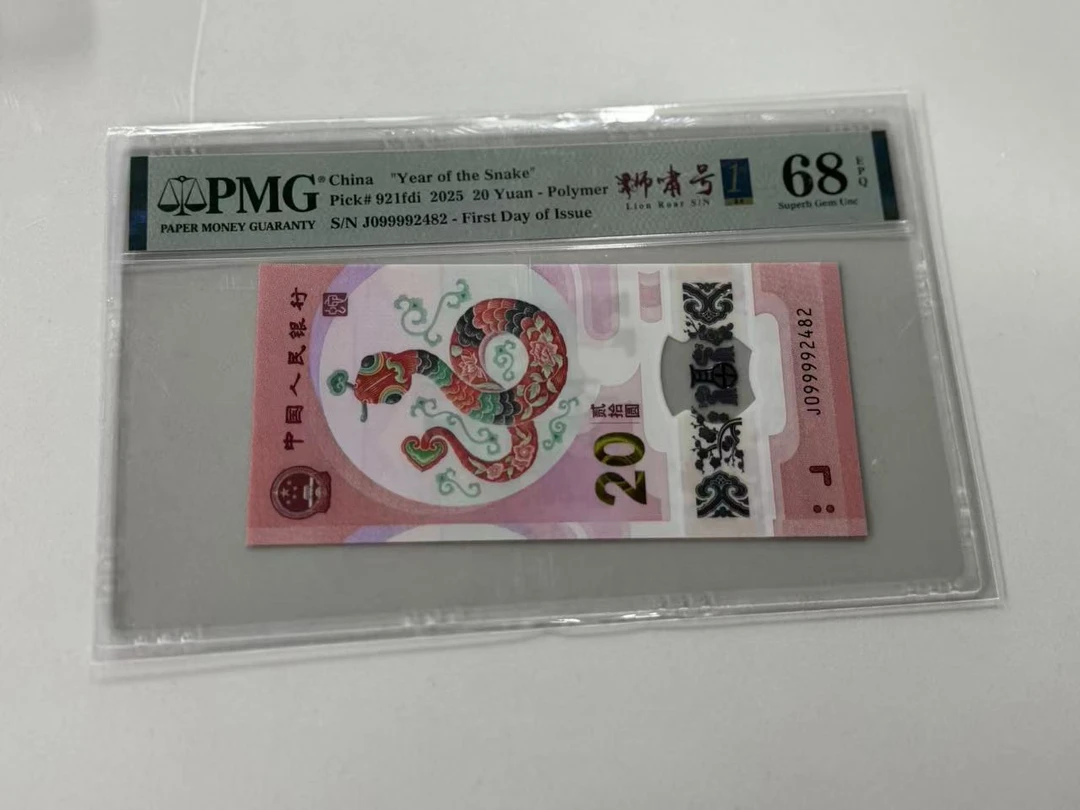 PMG®
PAPER MONEY GUARANTY
China "Year of the Snake"
Pick# 921fdi 2025 20 Yuan - Polymer
S/N J099992482 - First Day of Issue
狮啸号
Lion Roar S/N
1
68
EPQ
Superb Gem Unc
中国人民银行
贰拾圆
20
J099992482